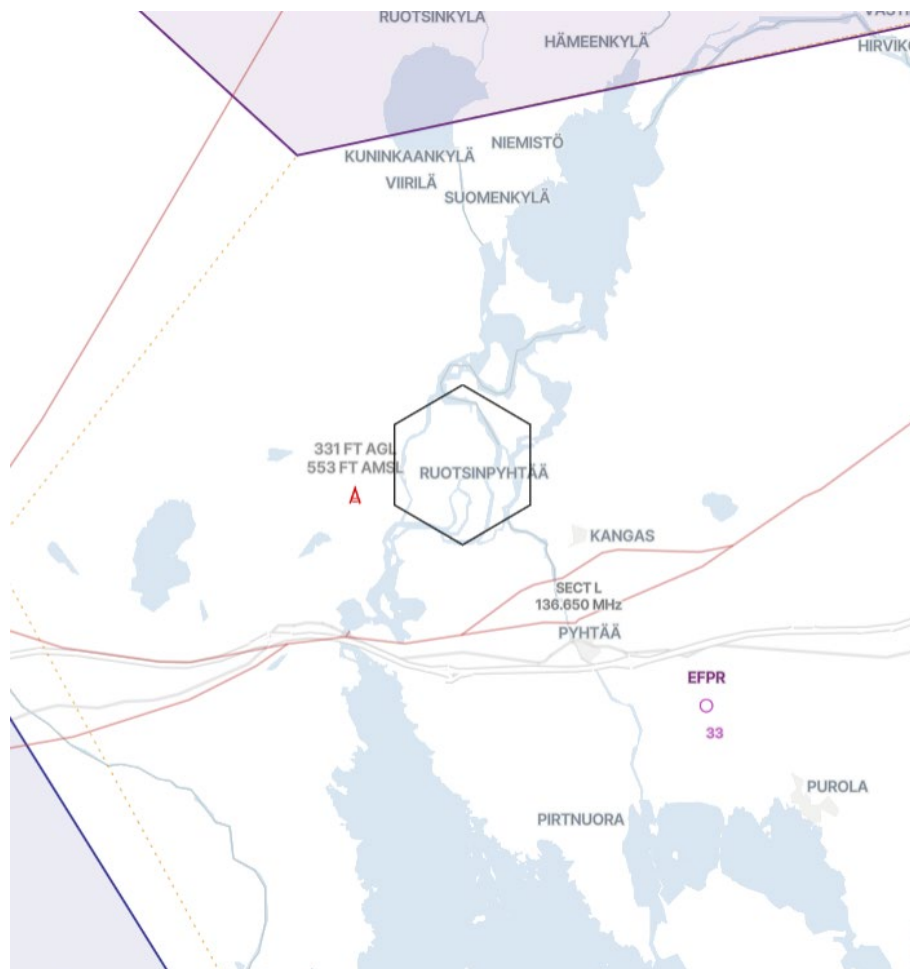 RUOTSINKYLÄ
HÄMEENKYLÄ
NIEMISTÖ
KUNINKAANKYLÄ
VIIRILÄ
SUOMENKYLÄ
331 FT AGL
553 FT AMSL
RUOTSINPYHTÄÄ
KANGAS
SECT L
136.650 MHz
PYHTÄÄ
EFPR
33
PUROLA
PIRTNUORA